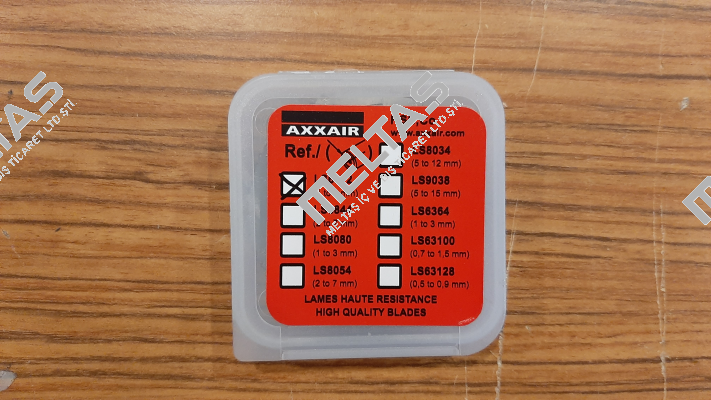 AXXAIR
www.axxair.com
Ref./
LS8034
(5 to 12 mm)
LS9038
(5 to 15 mm)
LS6364
(1 to 3 mm)
LS8080
(1 to 3 mm)
LS63100
(0,7 to 1,5 mm)
LS8054
(2 to 7 mm)
LS63128
(0,5 to 0,9 mm)
LAMES HAUTE RESISTANCE
HIGH QUALITY BLADES
MELTAŞ
MELTAŞ İÇ VE DIŞ TİCARET LTD ŞTİ